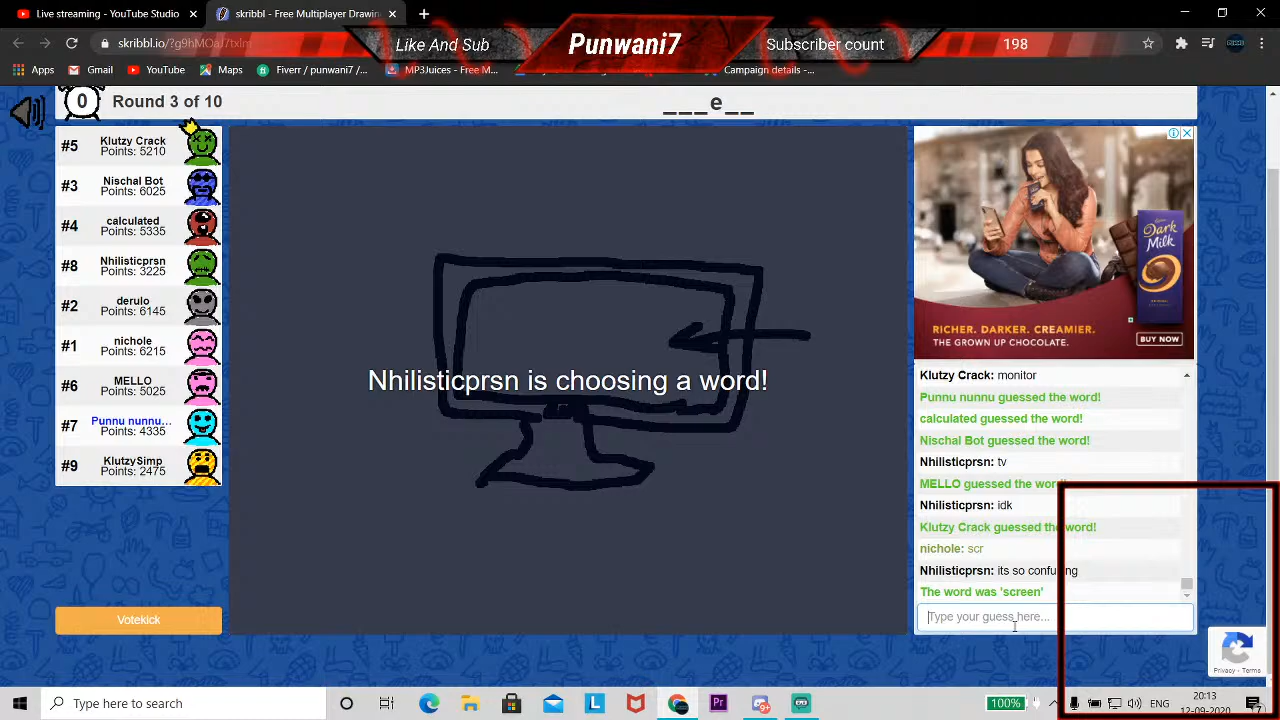 Live streaming - YouTube Studio
skribbl - Free Multiplayer Drawin
skribbl.io/?g9hMOaJ7txlm
Like And Sub
Punwani7
Subscriber count
198
Apps
Gmail
YouTube
Maps
Fiverr / punwani7 /...
MP3Juices - Free M...
Campaign details -...
0
Round 3 of 10
___e__
#5
Klutzy Crack
Points: 5210
#3
Nischal Bot
Points: 6025
#4
calculated
Points: 5335
#8
Nhilisticprsn
Points: 3225
#2
derulo
Points: 6145
#1
nichole
Points: 6215
#6
MELLO
Points: 5025
#7
Punnu nunnu...
Points: 4335
#9
KlutzySimp
Points: 2475
Votekick
Nhilisticprsn is choosing a word!
Dark
Milk
RICHER. DARKER. CREAMIER.
THE GROWN UP CHOCOLATE.
BUY NOW
Klutzy Crack: monitor
Punnu nunnu guessed the word!
calculated guessed the word!
Nischal Bot guessed the word!
Nhilisticprsn: tv
MELLO guessed the word!
Nhilisticprsn: idk
Klutzy Crack guessed the word!
nichole: scr
Nhilisticprsn: its so confusing
The word was 'screen'
Type your guess here...
Privacy - Terms
Type here to search
100%
ENG
20:13
12-09-2020